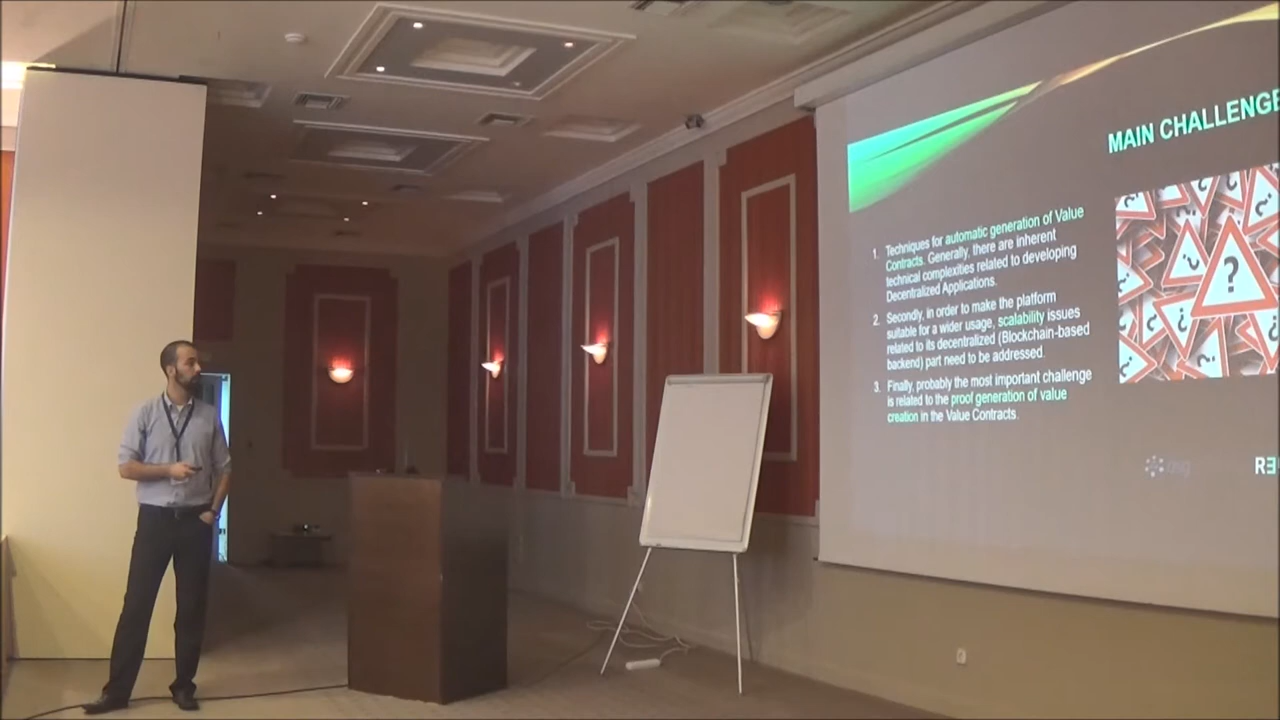 MAIN CHALLENGE
1. Techniques for automatic generation of Value
Contracts. Generally, there are inherent
technical complexities related to developing
Decentralized Applications.
2. Secondly, in order to make the platform
suitable for a wider usage, scalability issues
related to its decentralized (Blockchain-based
backend) part need to be addressed.
3. Finally, probably the most important challenge
is related to the proof generation of value
creation in the Value Contracts.